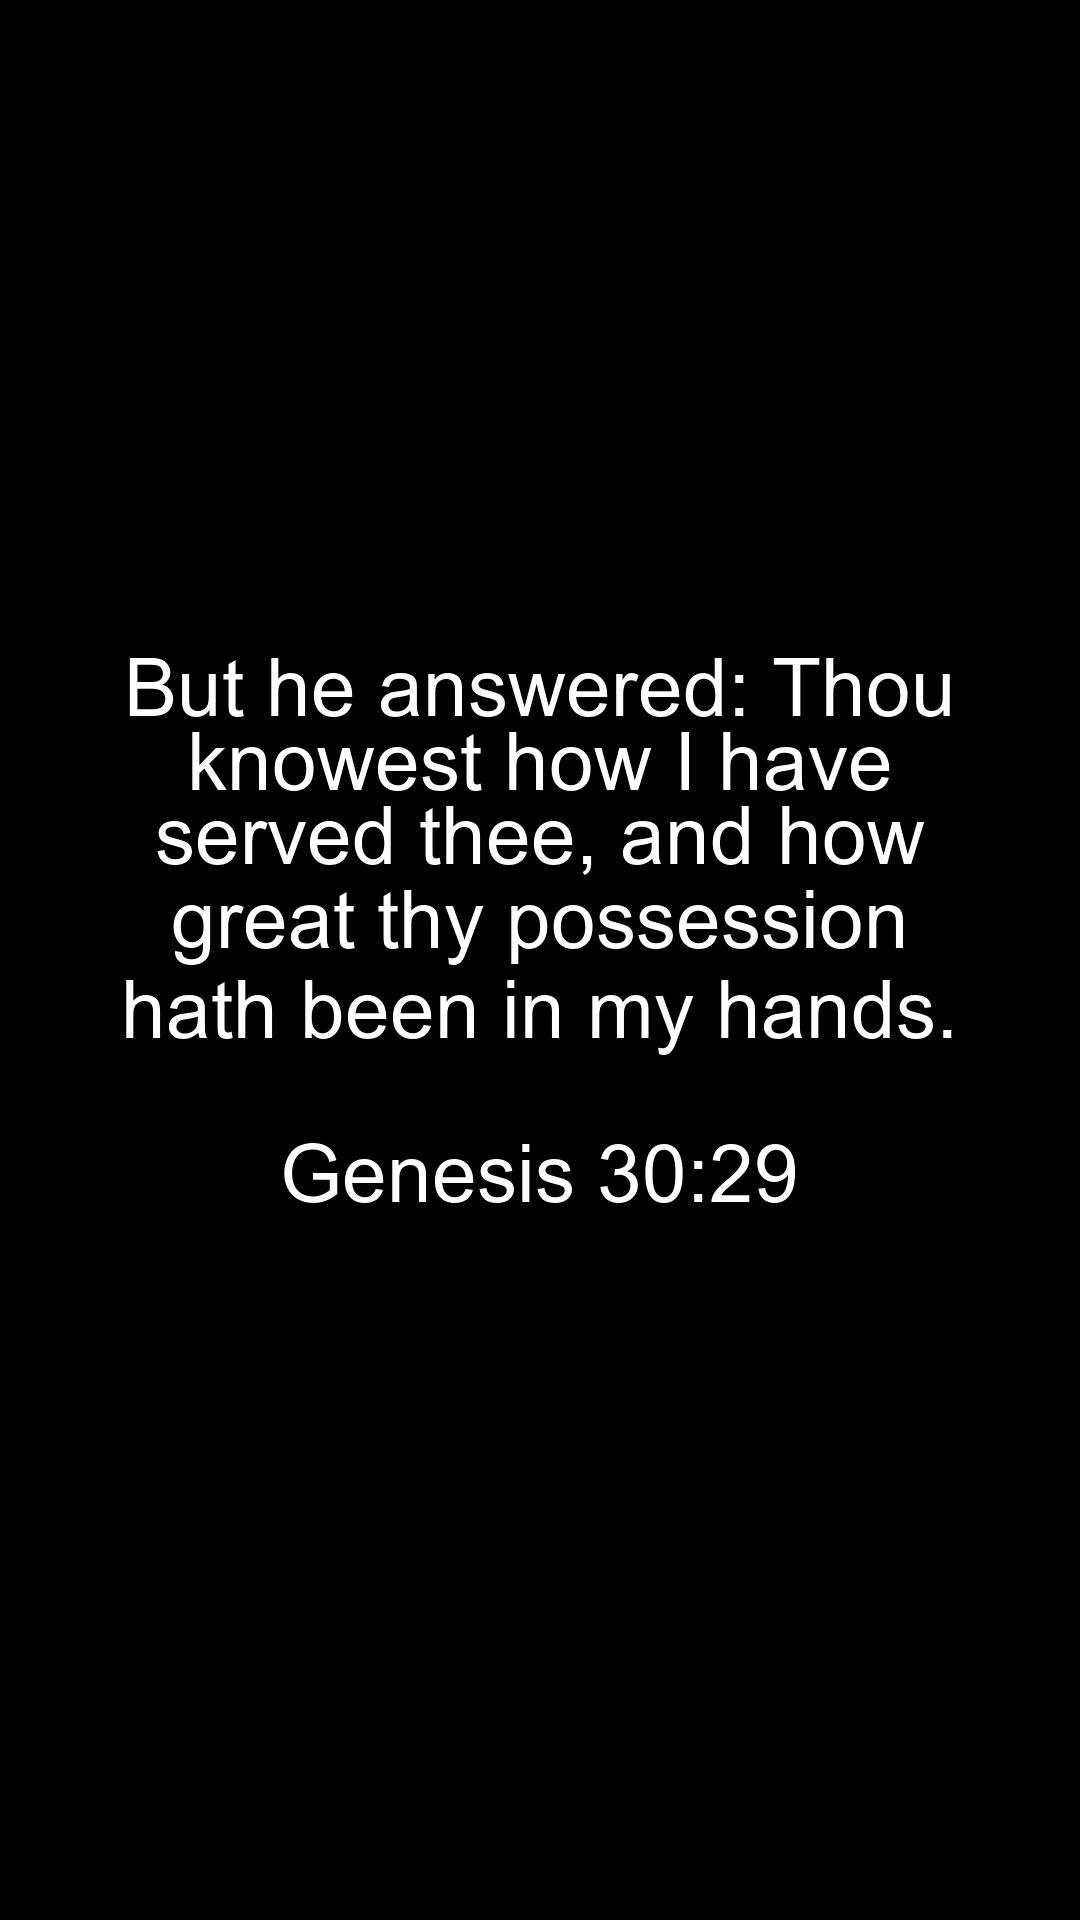 But he answered: Thou
knowest how I have
served thee, and how
great thy possession
hath been in my hands.
Genesis 30:29